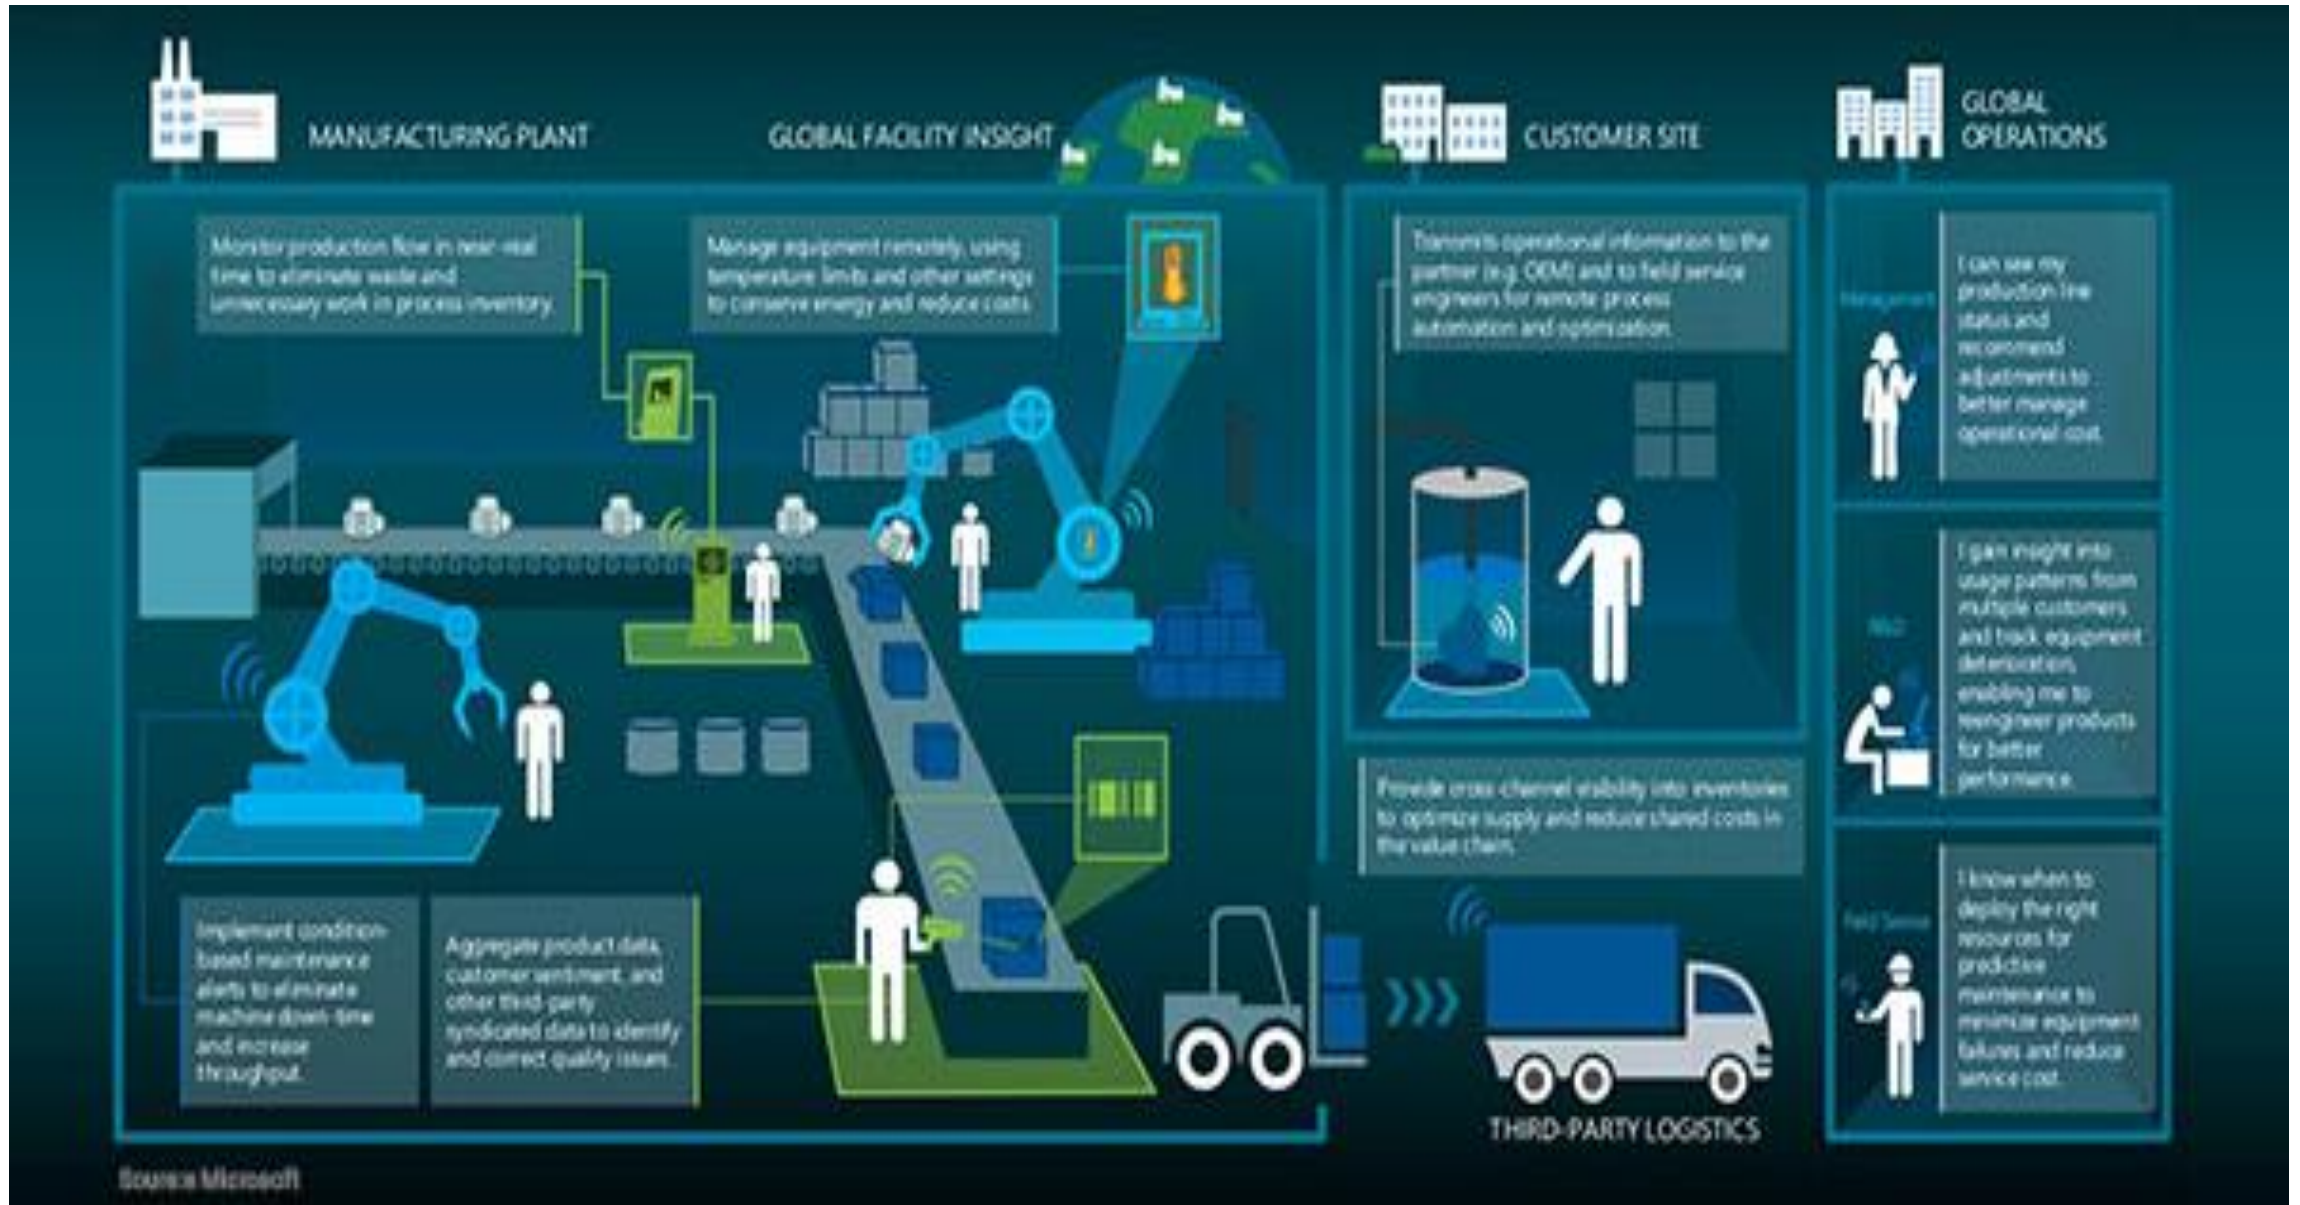 MANUFACTURING PLANT
GLOBAL FACILITY INSIGHT
CUSTOMER SITE
GLOBAL
OPERATIONS
Monitor production flow in near-real
time to eliminate waste and
unnecessary work in process inventory.
Manage equipment remotely, using
temperature limits and other settings
to conserve energy and reduce costs.
Transmits operational information to the
partner (e.g. OEM) and to field service
engineers for remote process
automation and optimization.
Management
I can see my
production line
status and
recommend
adjustments to
better manage
operational cost.
R&D
I gain insight into
usage patterns from
multiple customers
and track equipment
deterioration,
enabling me to
reengineer products
for better
performance.
Provide cross-channel visibility into inventories
to optimize supply and reduce shared costs in
the value chain.
Field Service
I know when to
deploy the right
resources for
predictive
maintenance to
minimize equipment
failures and reduce
service cost.
Implement condition-
based maintenance
alerts to eliminate
machine down-time
and increase
throughput.
Aggregate product data,
customer sentiment, and
other third-party
syndicated data to identify
and correct quality issues.
THIRD-PARTY LOGISTICS
Source: Microsoft